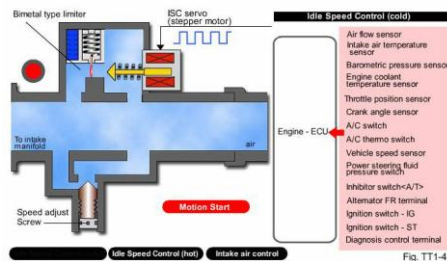 Bimetal type limiter
ISC servo
(stepper motor)
To intake
manifold
air
Motion Start
Speed adjust
Screw
Idle Speed Control (hot)
Intake air control
Idle Speed Control (cold)
Engine - ECU
Air flow sensor
Intake air temperature
sensor
Barometric pressure sensor
Engine coolant
temperature sensor
Throttle position sensor
Crank angle sensor
A/C switch
A/C thermo switch
Vehicle speed sensor
Power steering fluid
pressure switch
Inhibitor switch<A/T>
Alternator FR terminal
Ignition switch - IG
Ignition switch - ST
Diagnosis control terminal